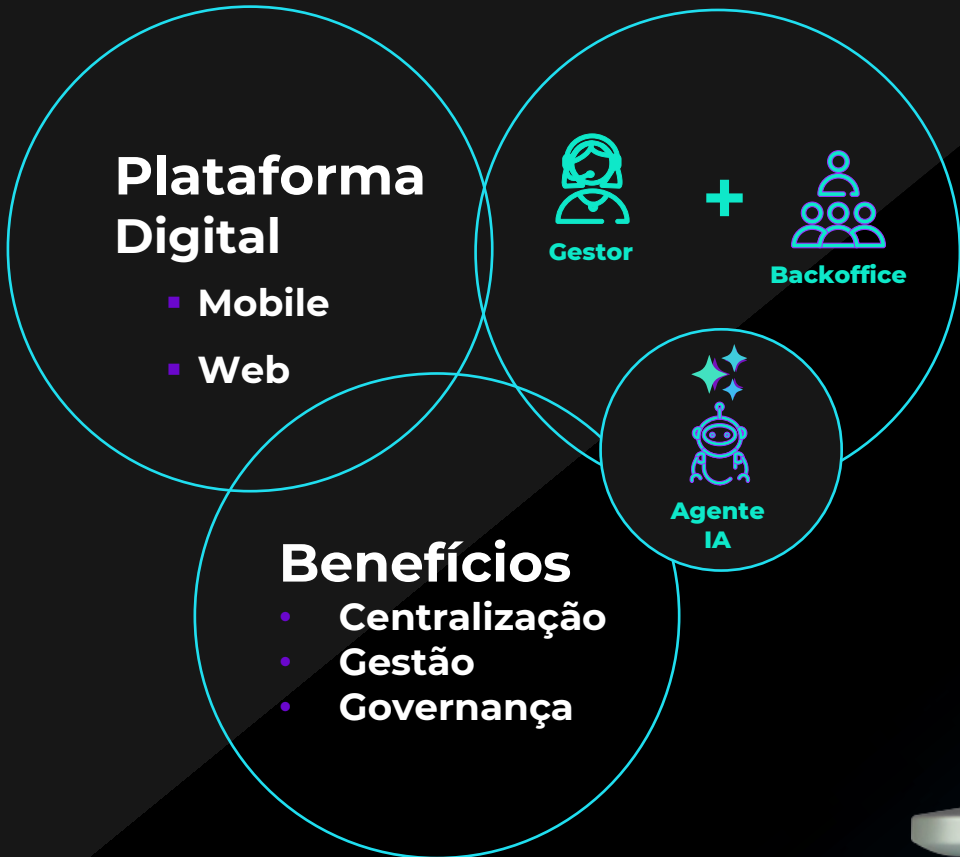 Plataforma
Digital
Mobile
Web
Gestor
+
Backoffice
Agente
IA
Benefícios
Centralização
Gestão
Governança